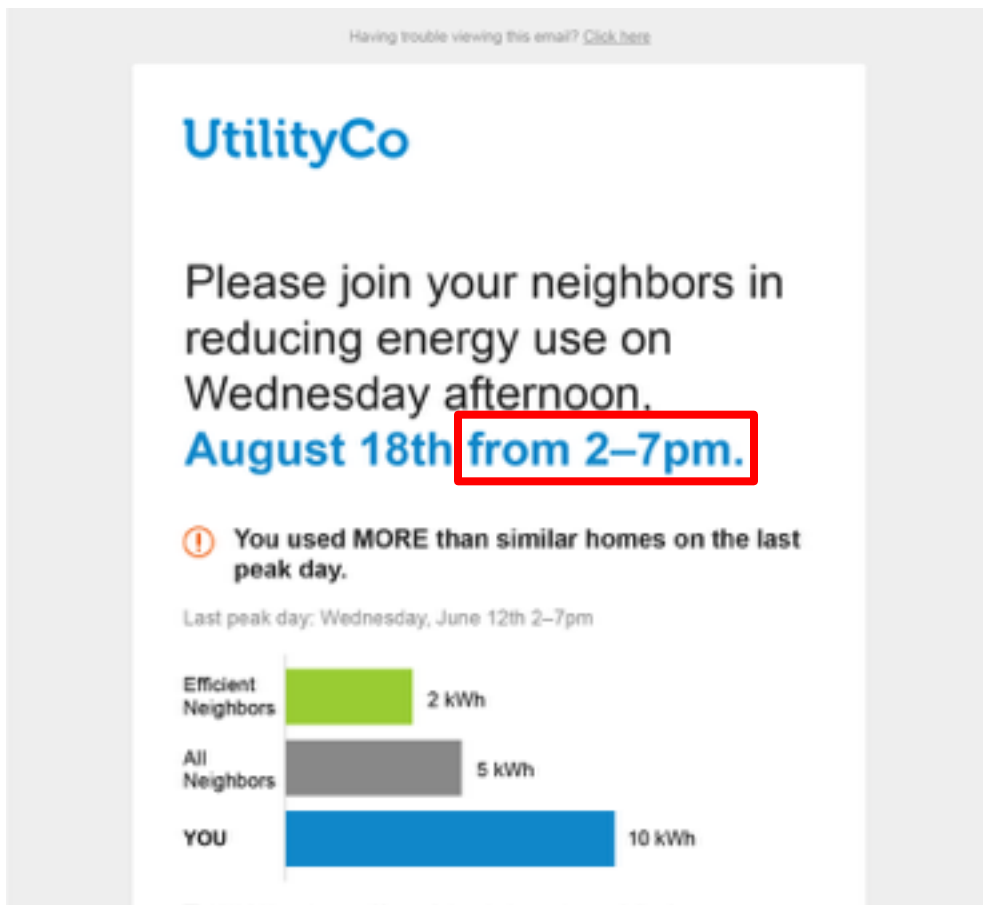 Having trouble viewing this email? Click here
UtilityCo
Please join your neighbors in
reducing energy use on
Wednesday afternoon,
August 18th from 2–7pm.
You used MORE than similar homes on the last
peak day.
Last peak day: Wednesday, June 12th 2–7pm
Efficient
Neighbors
2 kWh
All
Neighbors
5 kWh
YOU
10 kWh